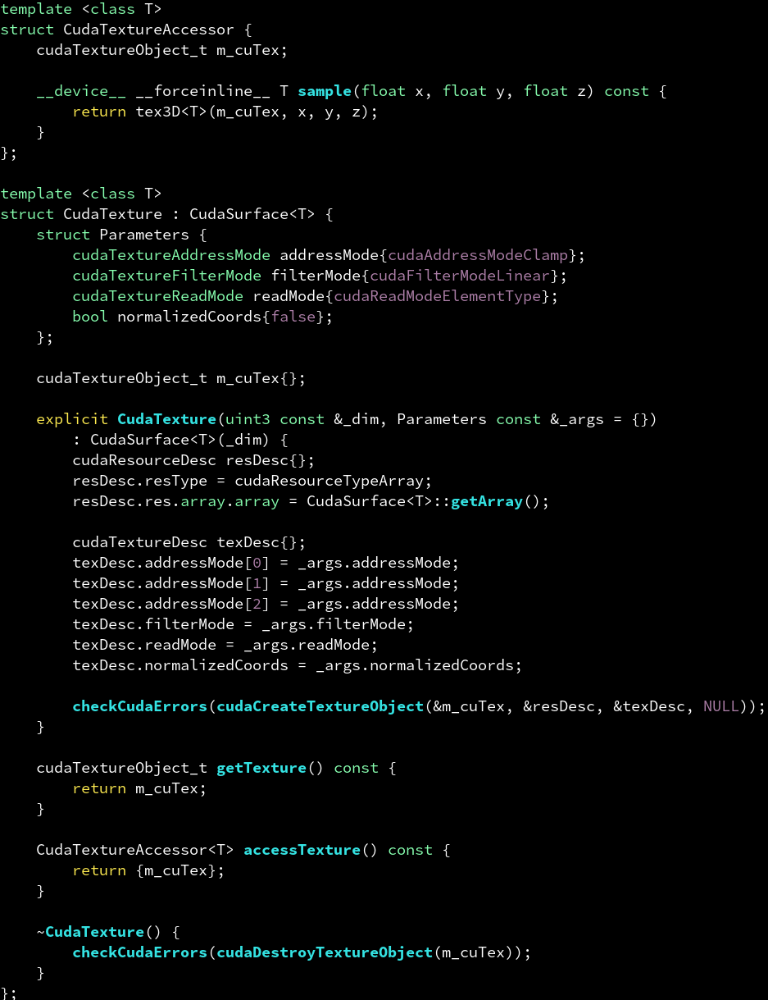 template <class T>
struct CudaTextureAccessor {
    cudaTextureObject_t m_cuTex;

    __device__ __forceinline__ T sample(float x, float y, float z) const {
        return tex3D<T>(m_cuTex, x, y, z);
    }
};

template <class T>
struct CudaTexture : CudaSurface<T> {
    struct Parameters {
        cudaTextureAddressMode addressMode{cudaAddressModeClamp};
        cudaTextureFilterMode filterMode{cudaFilterModeLinear};
        cudaTextureReadMode readMode{cudaReadModeElementType};
        bool normalizedCoords{false};
    };

    cudaTextureObject_t m_cuTex{};

    explicit CudaTexture(uint3 const &_dim, Parameters const &_args = {})
        : CudaSurface<T>(_dim) {
        cudaResourceDesc resDesc{};
        resDesc.resType = cudaResourceTypeArray;
        resDesc.res.array.array = CudaSurface<T>::getArray();

        cudaTextureDesc texDesc{};
        texDesc.addressMode[0] = _args.addressMode;
        texDesc.addressMode[1] = _args.addressMode;
        texDesc.addressMode[2] = _args.addressMode;
        texDesc.filterMode = _args.filterMode;
        texDesc.readMode = _args.readMode;
        texDesc.normalizedCoords = _args.normalizedCoords;

        checkCudaErrors(cudaCreateTextureObject(&m_cuTex, &resDesc, &texDesc, NULL));
    }

    cudaTextureObject_t getTexture() const {
        return m_cuTex;
    }

    CudaTextureAccessor<T> accessTexture() const {
        return {m_cuTex};
    }

    ~CudaTexture() {
        checkCudaErrors(cudaDestroyTextureObject(m_cuTex));
    }
};